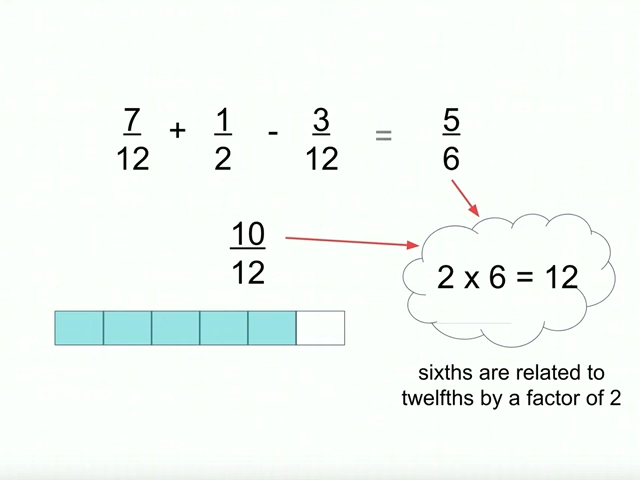 7/12 + 1/2 - 3/12 = 5/6
10/12
2 x 6 = 12
sixths are related to
twelfths by a factor of 2